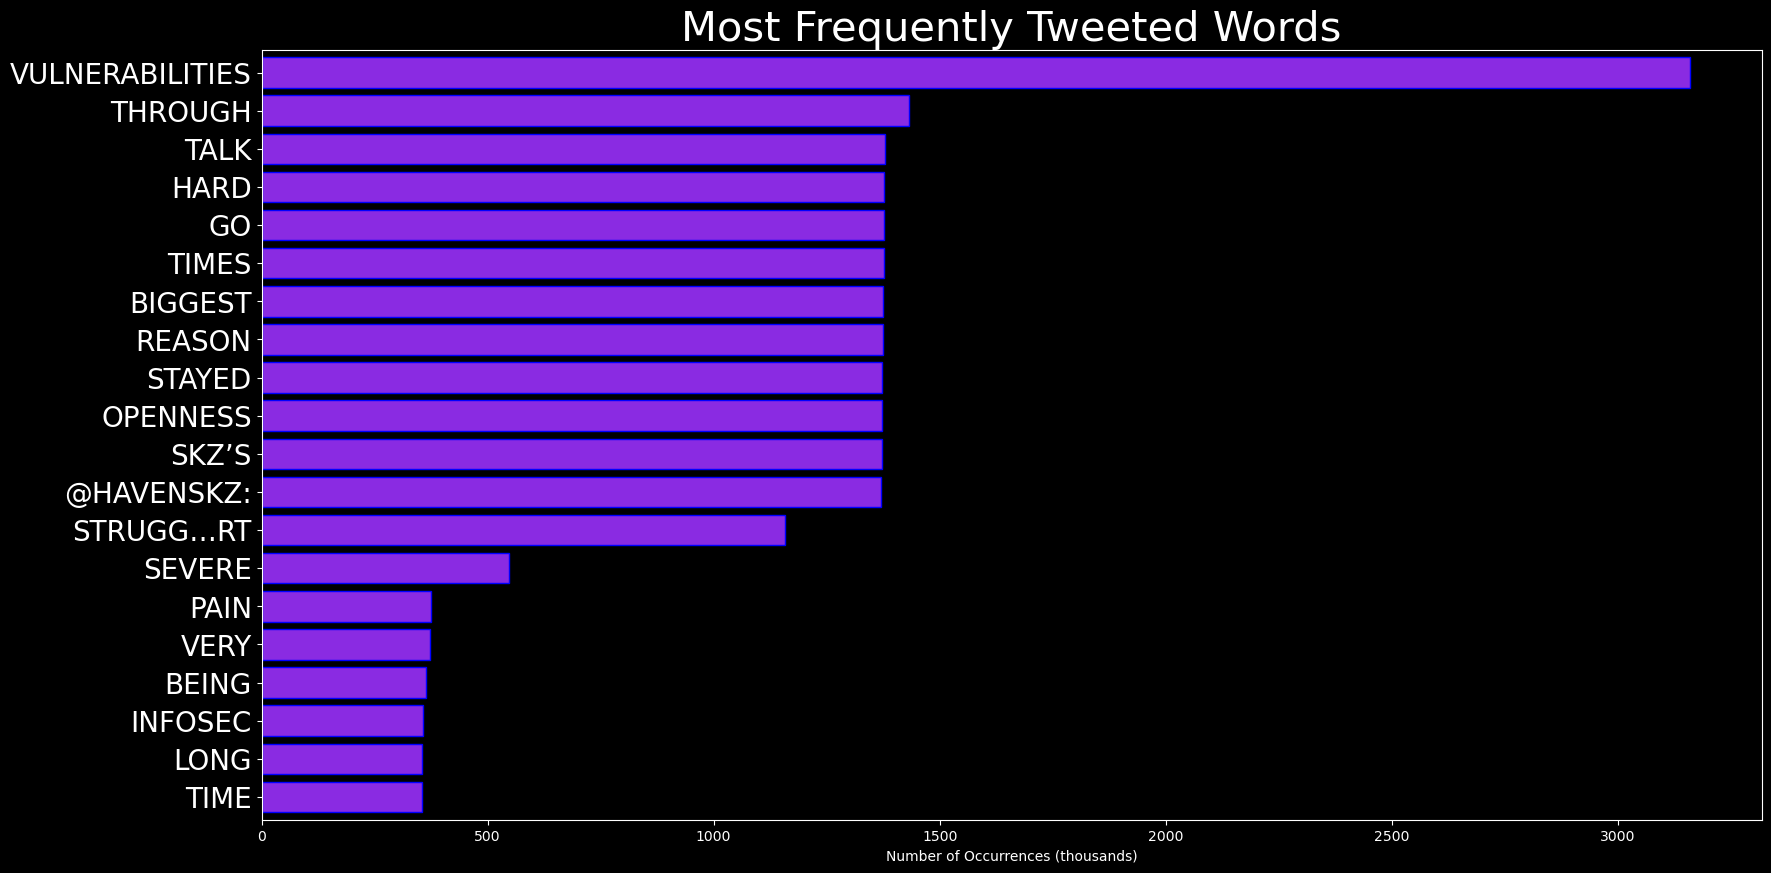 Most Frequently Tweeted Words
VULNERABILITIES
THROUGH
TALK
HARD
GO
TIMES
BIGGEST
REASON
STAYED
OPENNESS
SKZ’S
@HAVENSKZ:
STRUGG…RT
SEVERE
PAIN
VERY
BEING
INFOSEC
LONG
TIME
0 500 1000 1500 2000 2500 3000
Number of Occurrences (thousands)